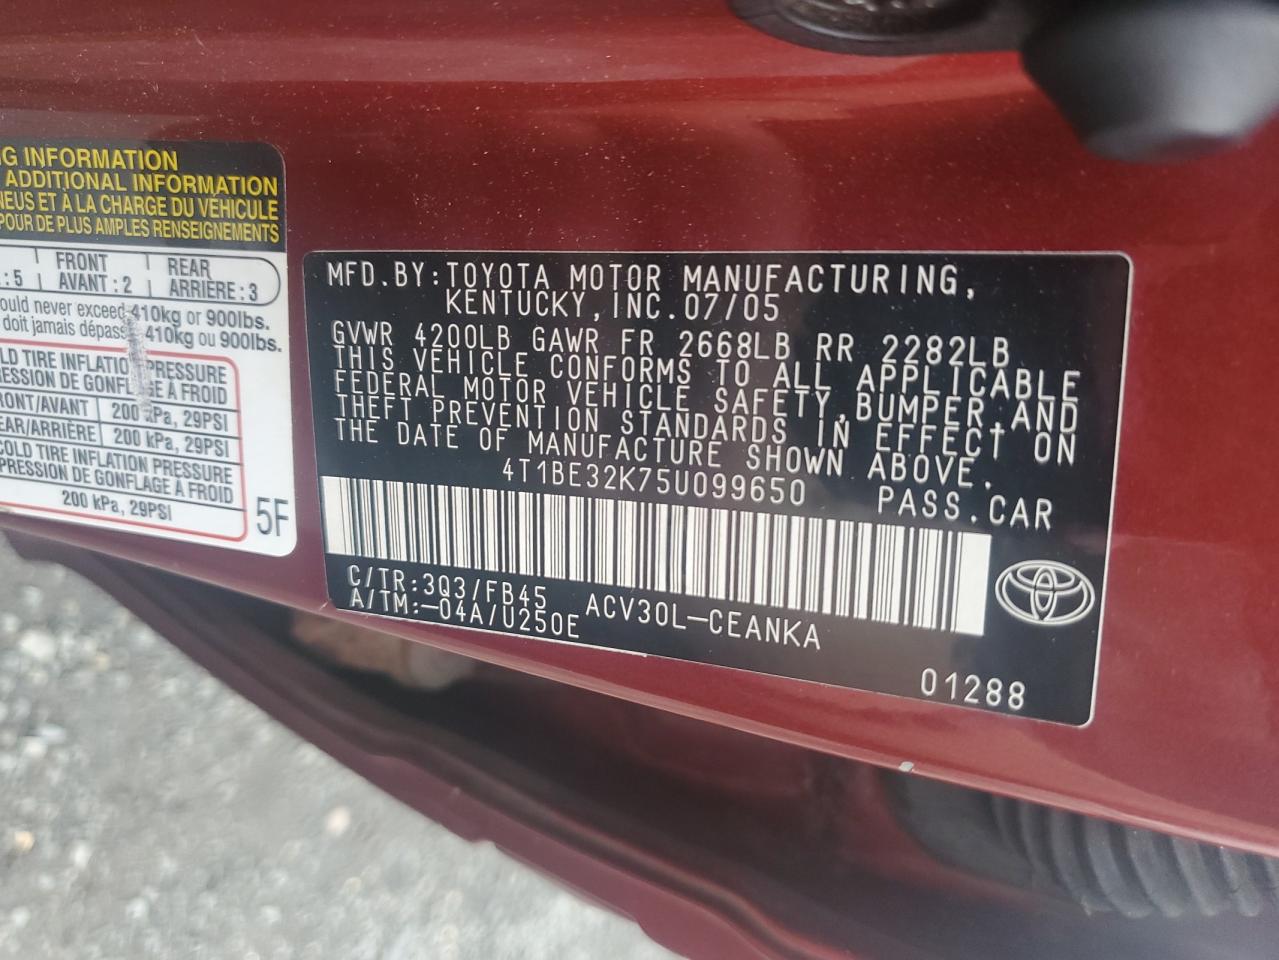 G INFORMATION
ADDITIONAL INFORMATION
NEUS ET À LA CHARGE DU VÉHICULE
POUR DE PLUS AMPLES RENSEIGNEMENTS
: 5 FRONT AVANT : 2 REAR ARRIÈRE : 3
ould never exceed 410kg or 900lbs.
doit jamais dépasse 410kg ou 900lbs.
LD TIRE INFLATION PRESSURE
ESSION DE GONFLAGE À FROID
RONT/AVANT 200 kPa, 29PSI
EAR/ARRIÈRE 200 kPa, 29PSI
COLD TIRE INFLATION PRESSURE
PRESSION DE GONFLAGE À FROID
200 kPa, 29PSI
5F
MFD.BY:TOYOTA MOTOR MANUFACTURING,
KENTUCKY,INC.07/05
GVWR 4200LB GAWR FR 2668LB RR 2282LB
THIS VEHICLE CONFORMS TO ALL APPLICABLE
FEDERAL MOTOR VEHICLE SAFETY,BUMPER,AND
THEFT PREVENTION STANDARDS IN EFFECT ON
THE DATE OF MANUFACTURE SHOWN ABOVE.
4T1BE32K75U099650 PASS.CAR
C/TR:3Q3/FB45 ACV30L-CEANKA
A/TM:-04A/U250E
01288